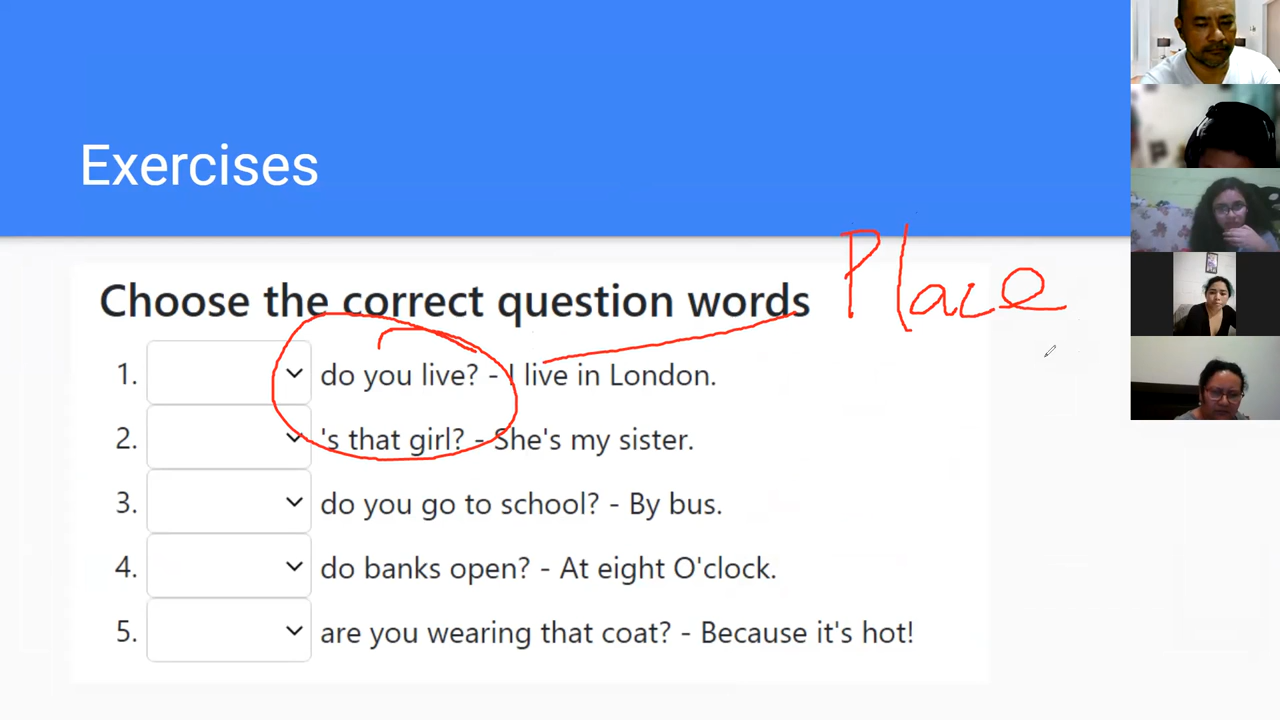 Exercises
Place
Choose the correct question words
1. do you live? - I live in London.
2. 's that girl? - She's my sister.
3. do you go to school? - By bus.
4. do banks open? - At eight O'clock.
5. are you wearing that coat? - Because it's hot!